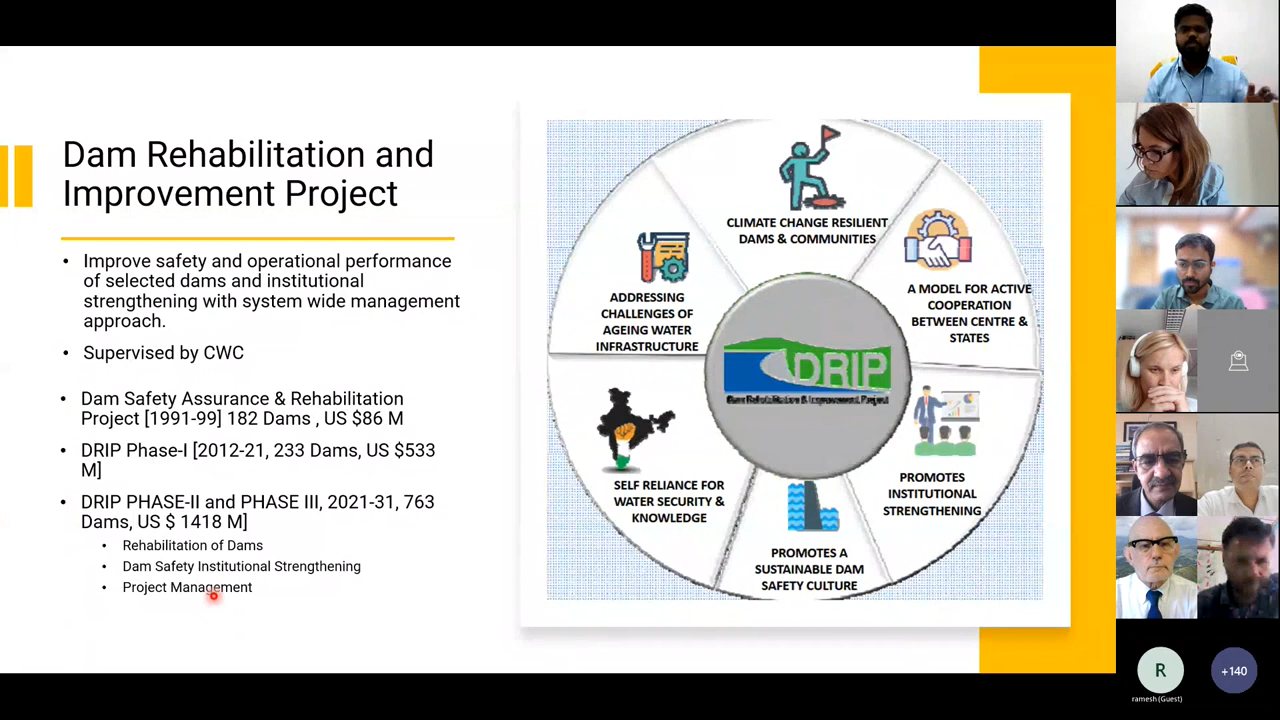 Dam Rehabilitation and
Improvement Project
• Improve safety and operational performance
of selected dams and institutional
strengthening with system wide management
approach.
• Supervised by CWC
• Dam Safety Assurance & Rehabilitation
Project [1991-99] 182 Dams , US $86 M
• DRIP Phase-I [2012-21, 233 Dams, US $533
M]
• DRIP PHASE-II and PHASE III, 2021-31, 763
Dams, US $ 1418 M]
• Rehabilitation of Dams
• Dam Safety Institutional Strengthening
• Project Management
CLIMATE CHANGE RESILIENT
DAMS & COMMUNITIES
A MODEL FOR ACTIVE
COOPERATION
BETWEEN CENTRE &
STATES
PROMOTES
INSTITUTIONAL
STRENGTHENING
PROMOTES A
SUSTAINABLE DAM
SAFETY CULTURE
SELF RELIANCE FOR
WATER SECURITY &
KNOWLEDGE
ADDRESSING
CHALLENGES OF
AGEING WATER
INFRASTRUCTURE
DRIP
Dam Rehabilitation & Improvement Project
R
ramesh (Guest)
+140